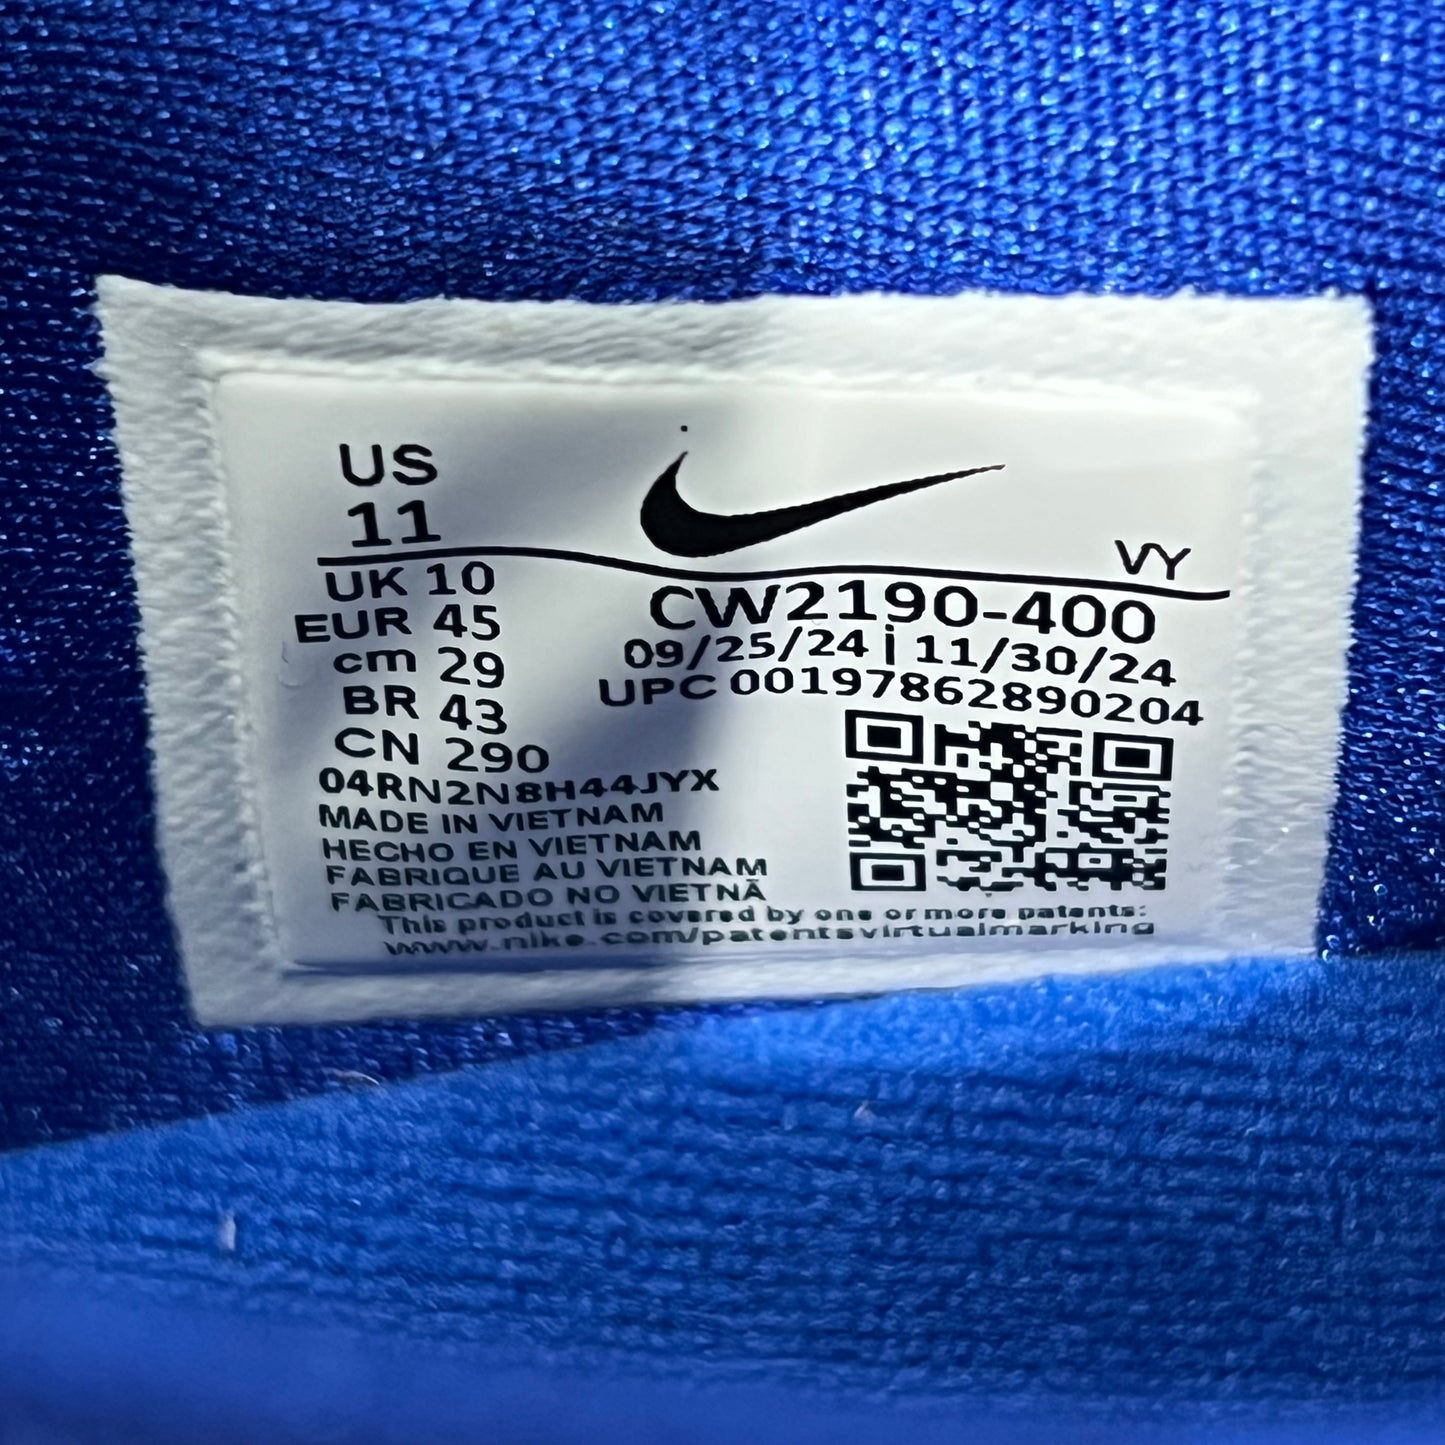 US
11
VY
UK 10
EUR 45
cm 29
BR 43
CN 290
CW2190-400
09/25/24 | 11/30/24
UPC 00197862890204
04RN2N8H44JYX
MADE IN VIETNAM
HECHO EN VIETNAM
FABRIQUE AU VIETNAM
FABRICADO NO VIETNÃ
This product is covered by one or more patents:
www.nike.com/patentsvirtualmarking